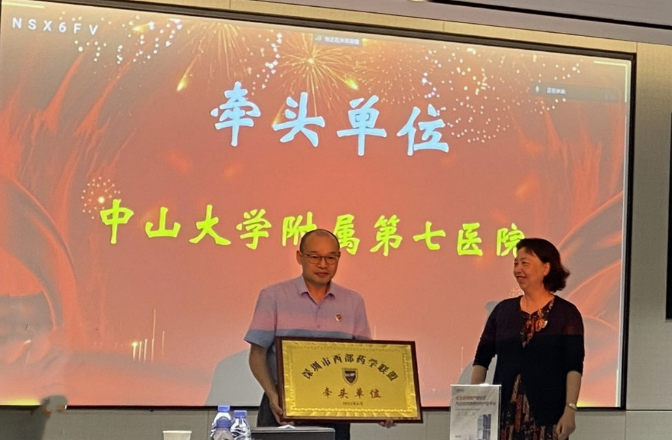 NSX6FV
牵头单位
中山大学附属第七医院
深圳市西部药学联盟
牵头单位